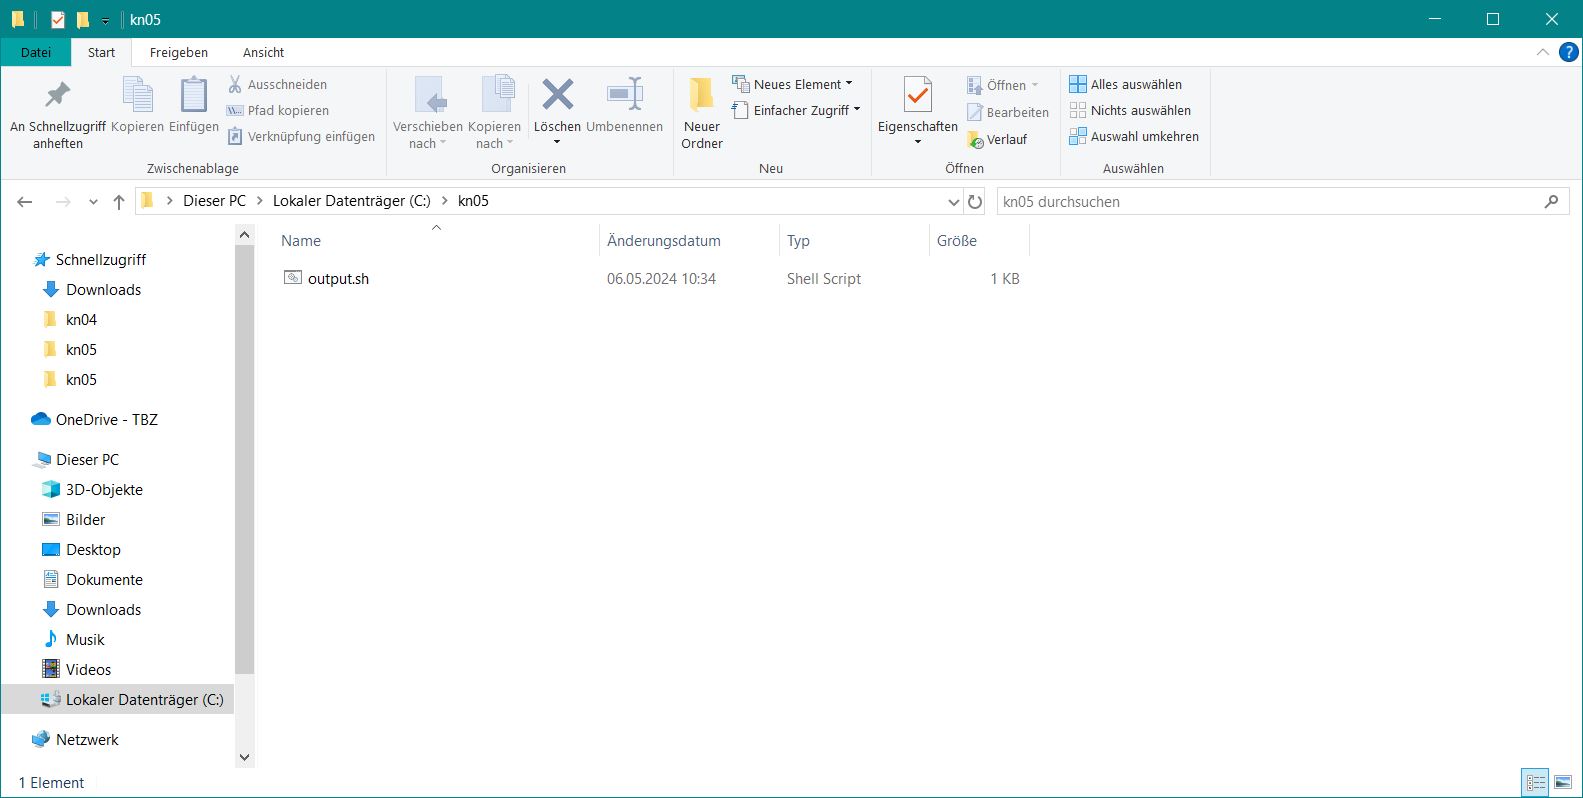 kn05
Datei Start Freigeben Ansicht
An Schnellzugriff
anheften
Kopieren
Einfügen
Ausschneiden
Pfad kopieren
Verknüpfung einfügen
Zwischenablage
Verschieben
nach
Kopieren
nach
Löschen
Umbenennen
Organisieren
Neuer
Ordner
Neues Element
Einfacher Zugriff
Neu
Eigenschaften
Öffnen
Bearbeiten
Verlauf
Öffnen
Alles auswählen
Nichts auswählen
Auswahl umkehren
Auswählen
Dieser PC > Lokaler Datenträger (C:) > kn05
kn05 durchsuchen
Schnellzugriff
Downloads
kn04
kn05
kn05
OneDrive - TBZ
Dieser PC
3D-Objekte
Bilder
Desktop
Dokumente
Downloads
Musik
Videos
Lokaler Datenträger (C:)
Netzwerk
Name Änderungsdatum Typ Größe
output.sh 06.05.2024 10:34 Shell Script 1 KB
1 Element